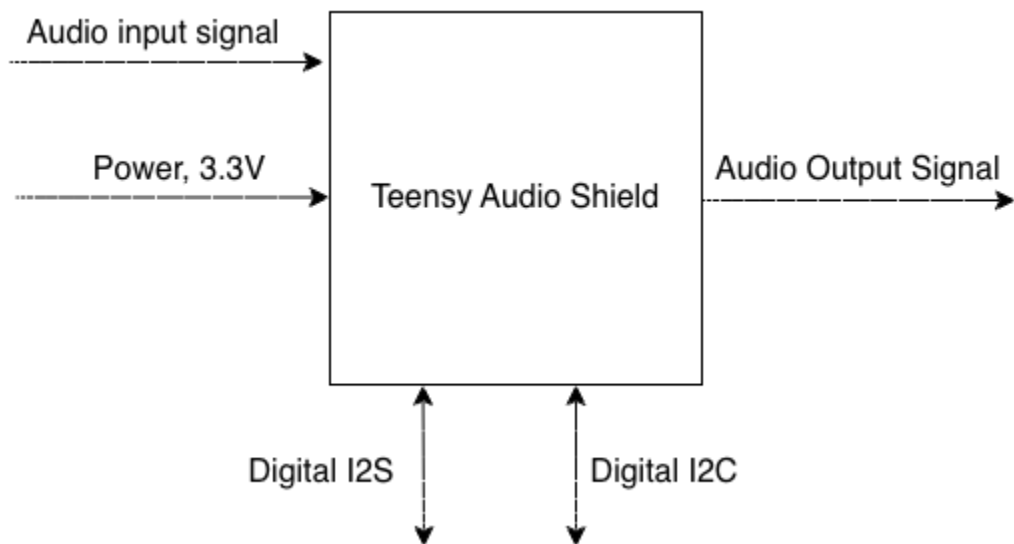 Audio input signal
Power, 3.3V
Teensy Audio Shield
Audio Output Signal
Digital I2S
Digital I2C